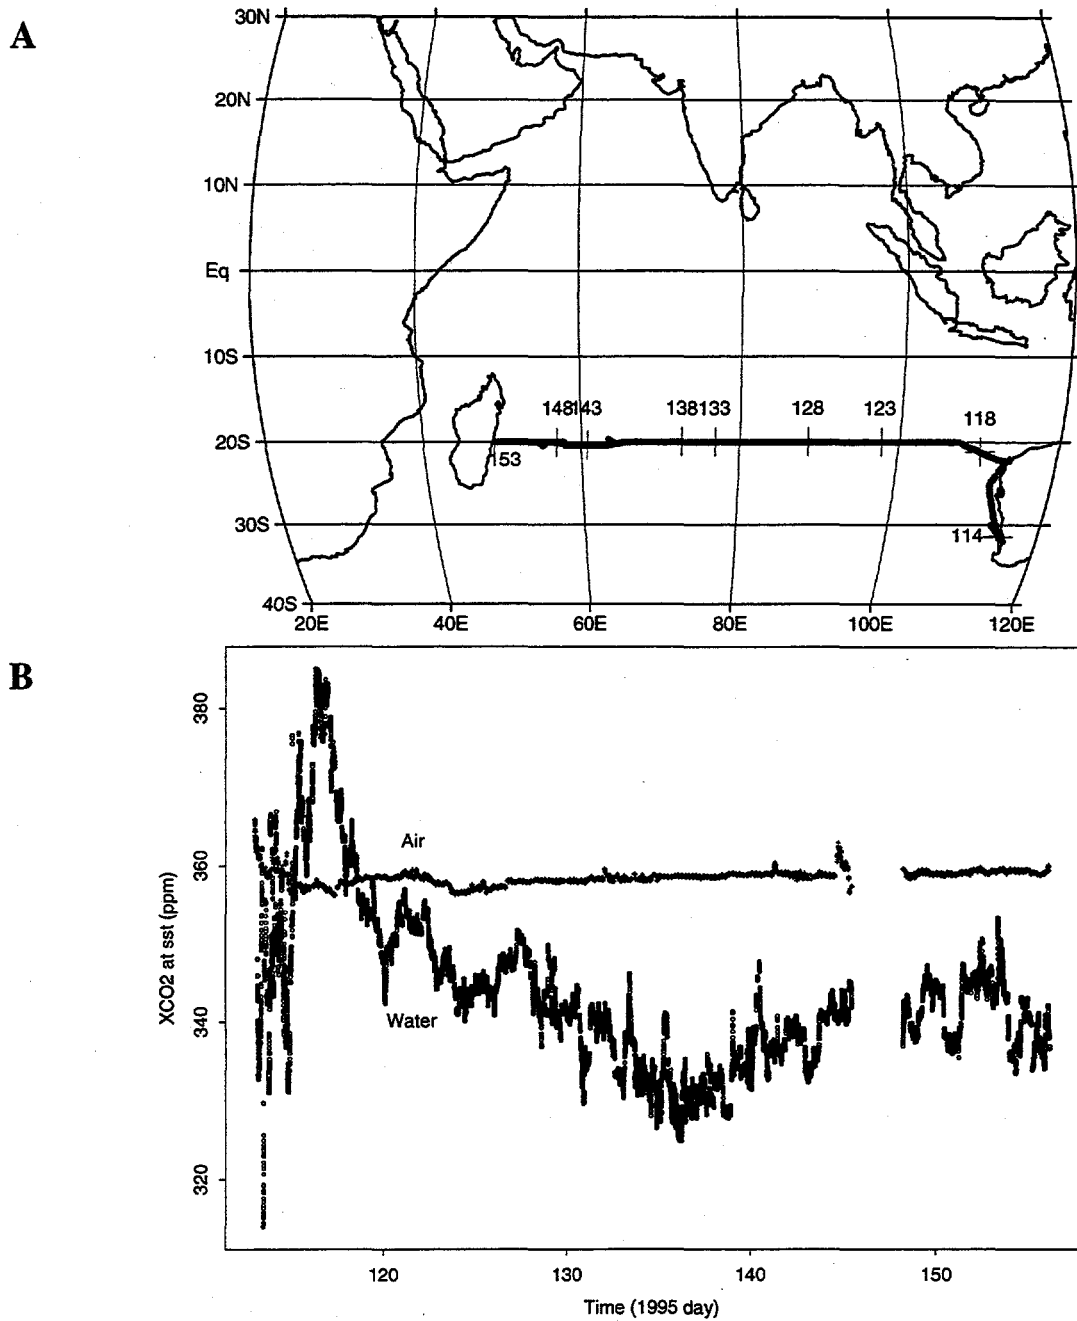 A
30N
20N
10N
Eq
10S
20S
30S
40S
148 143 138 133 128 123 118
153
114
20E 40E 60E 80E 100E 120E
B
XCO2 at sst (ppm)
380
360
340
320
Air
Water
120 130 140 150
Time (1995 day)